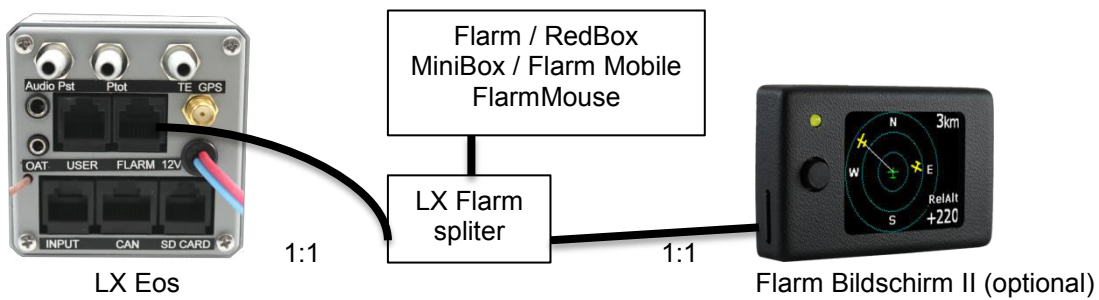 Flarm / RedBox
MiniBox / Flarm Mobile
FlarmMouse
Audio Pst Ptot TE GPS
OAT USER FLARM 12V
INPUT CAN SD CARD
LX Flarm
spliter
1:1
1:1
N 3km
W E
RelAlt
S +220
LX Eos
Flarm Bildschirm II (optional)